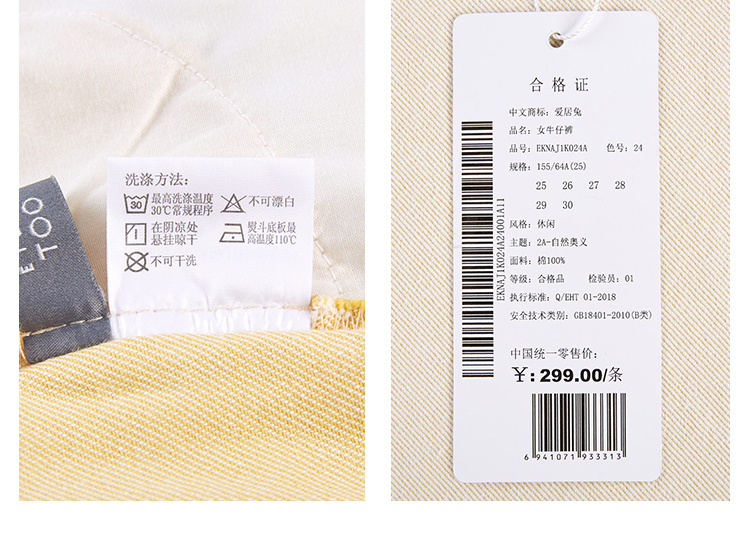 TOO
ETOO
洗涤方法:
30
最高洗涤温度
30℃常规程序
不可漂白
在阴凉处
悬挂晾干
熨斗底板最
高温度110℃
不可干洗
合格证
中文商标: 爱居兔
品名: 女牛仔裤
品号: EKNAJ1K024A 色号: 24
规格: 155/64A(25)
25 26 27 28
29 30
风格: 休闲
主题: 2A-自然奥义
面料: 棉100%
等级: 合格品 检验员: 01
执行标准: Q/EHT 01-2018
安全技术类别: GB18401-2010(B类)
EKNAJ1K024A24001A11
中国统一零售价:
¥: 299.00/条
6 941071 933313